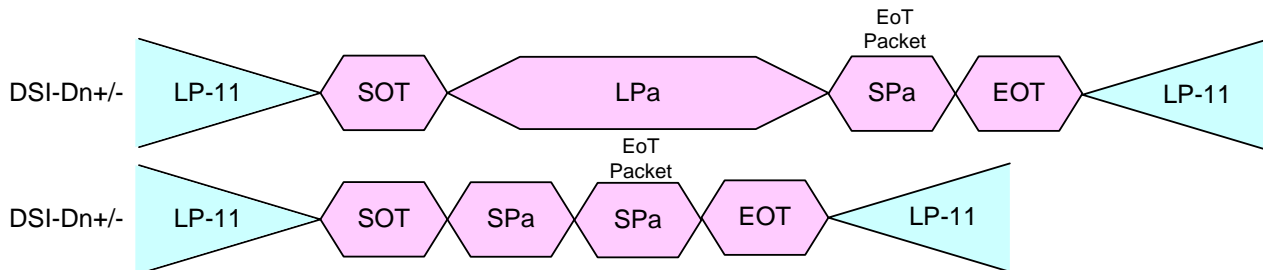 EoT
Packet
DSI-Dn+/- LP-11 SOT LPa SPa EOT LP-11
EoT
Packet
DSI-Dn+/- LP-11 SOT SPa SPa EOT LP-11